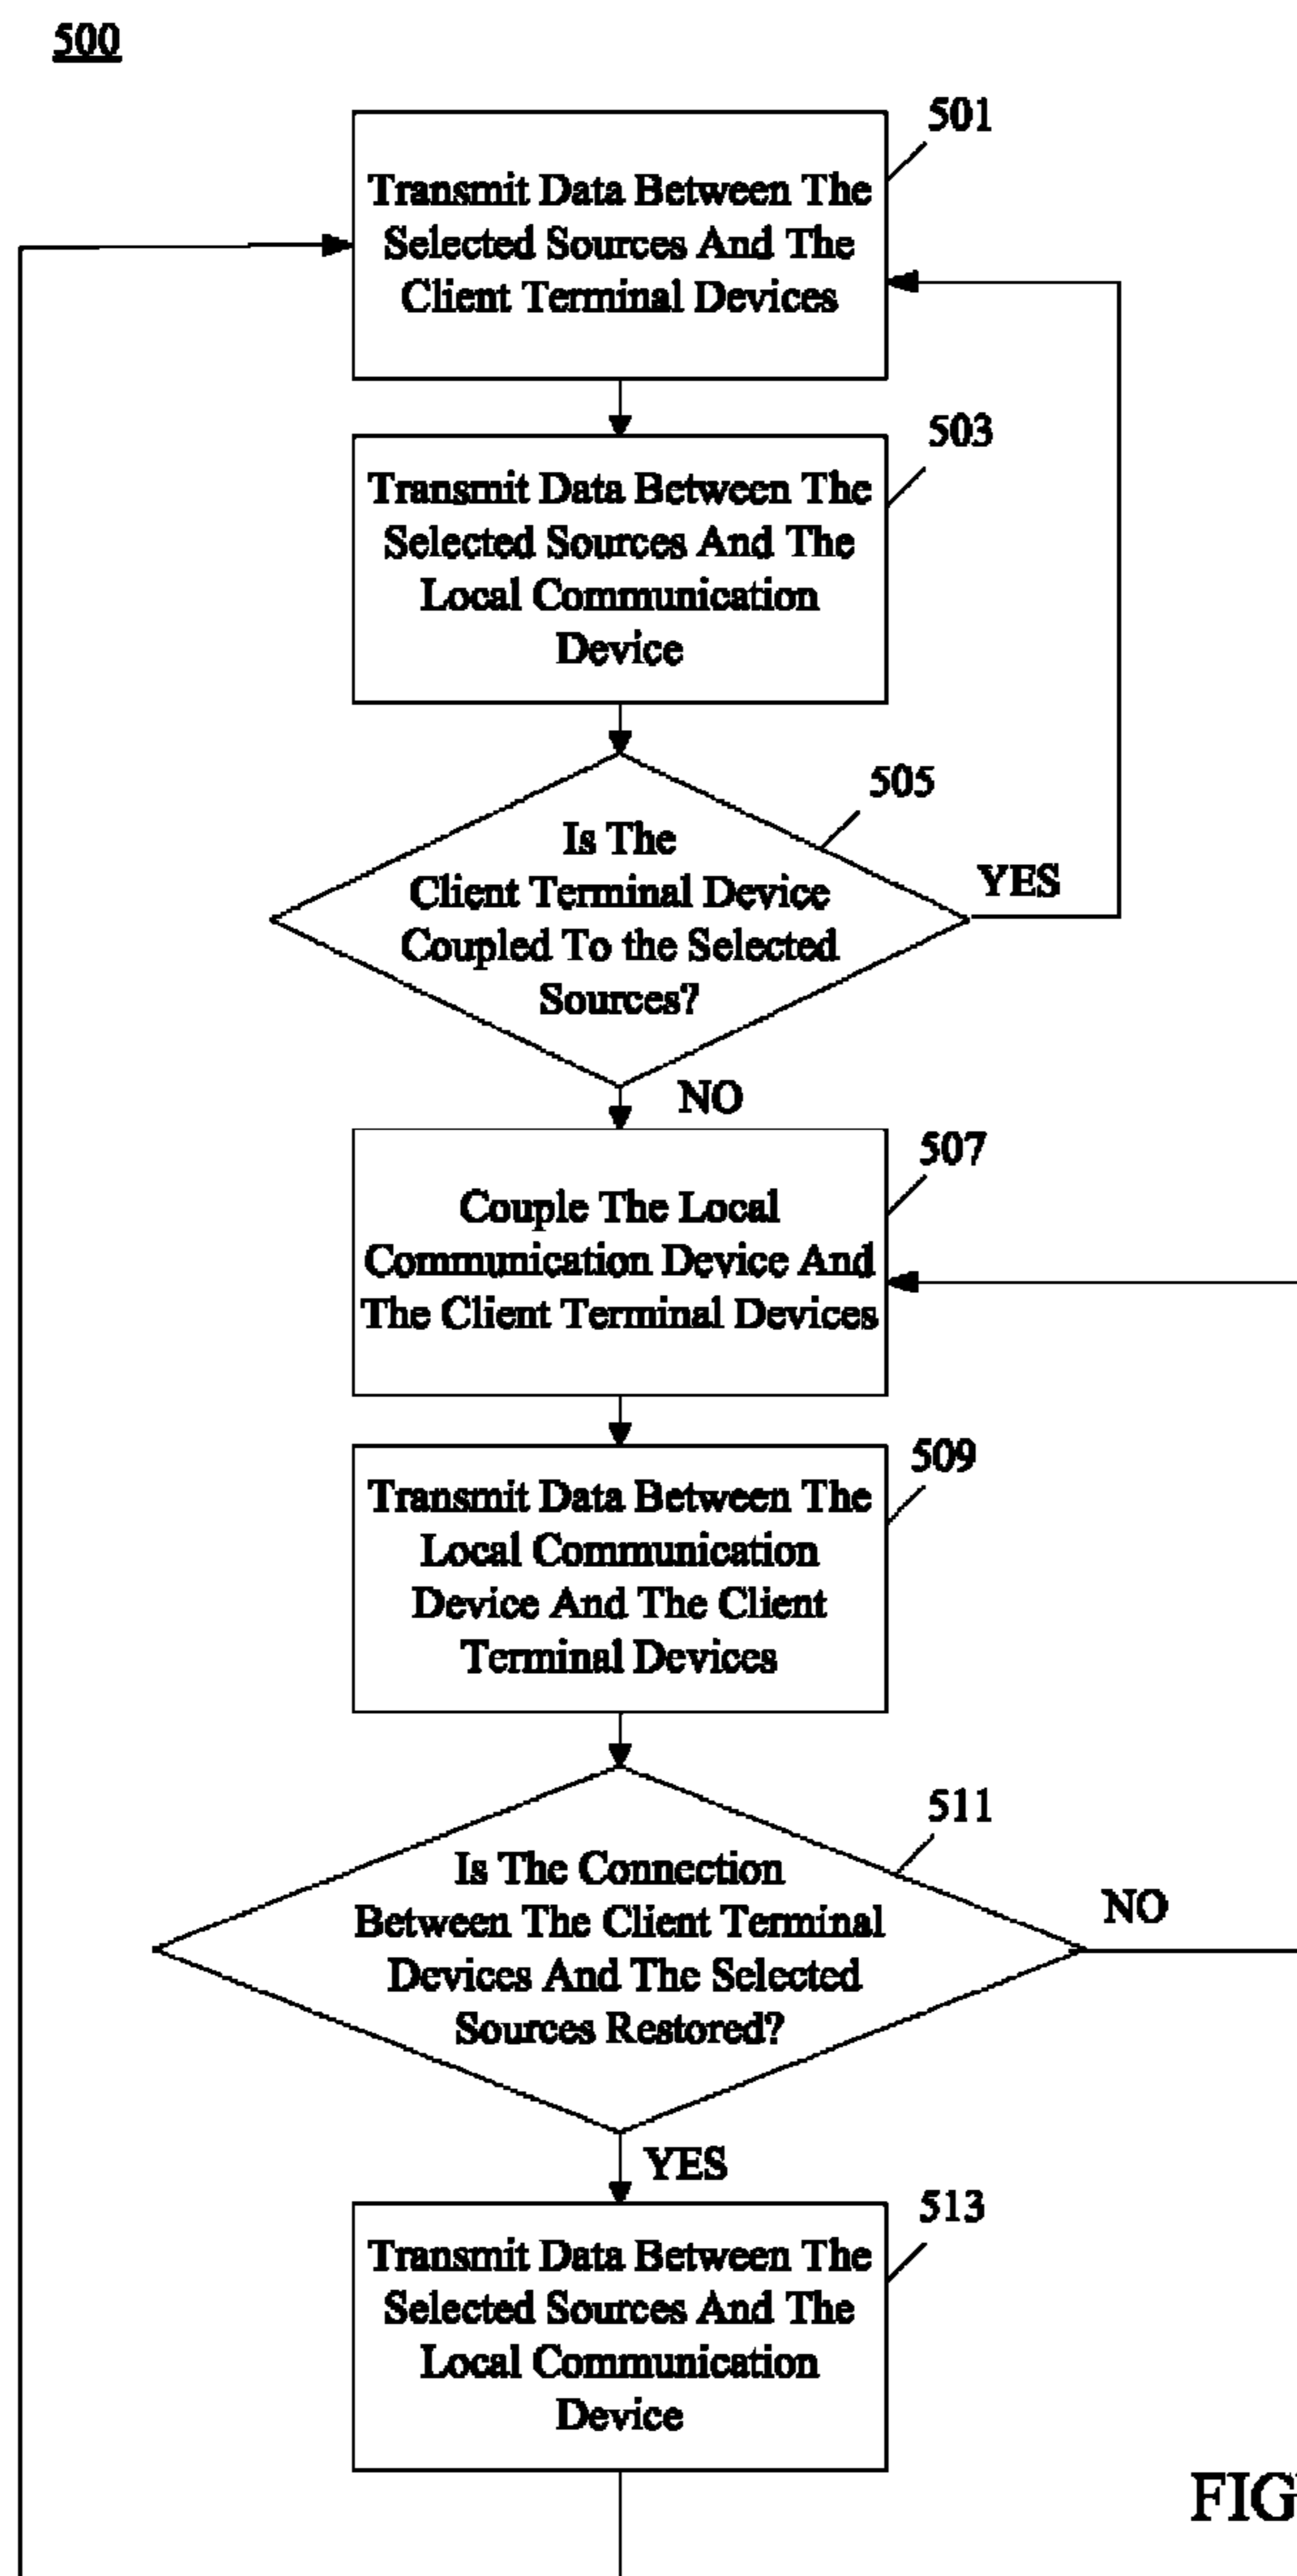 500
501
Transmit Data Between The
Selected Sources And The
Client Terminal Devices
503
Transmit Data Between The
Selected Sources And The
Local Communication
Device
505
Is The
Client Terminal Device
Coupled To the Selected
Sources?
YES
NO
507
Couple The Local
Communication Device And
The Client Terminal Devices
509
Transmit Data Between The
Local Communication
Device And The Client
Terminal Devices
511
Is The Connection
Between The Client Terminal
Devices And The Selected
Sources Restored?
NO
YES
513
Transmit Data Between The
Selected Sources And The
Local Communication
Device
FIG